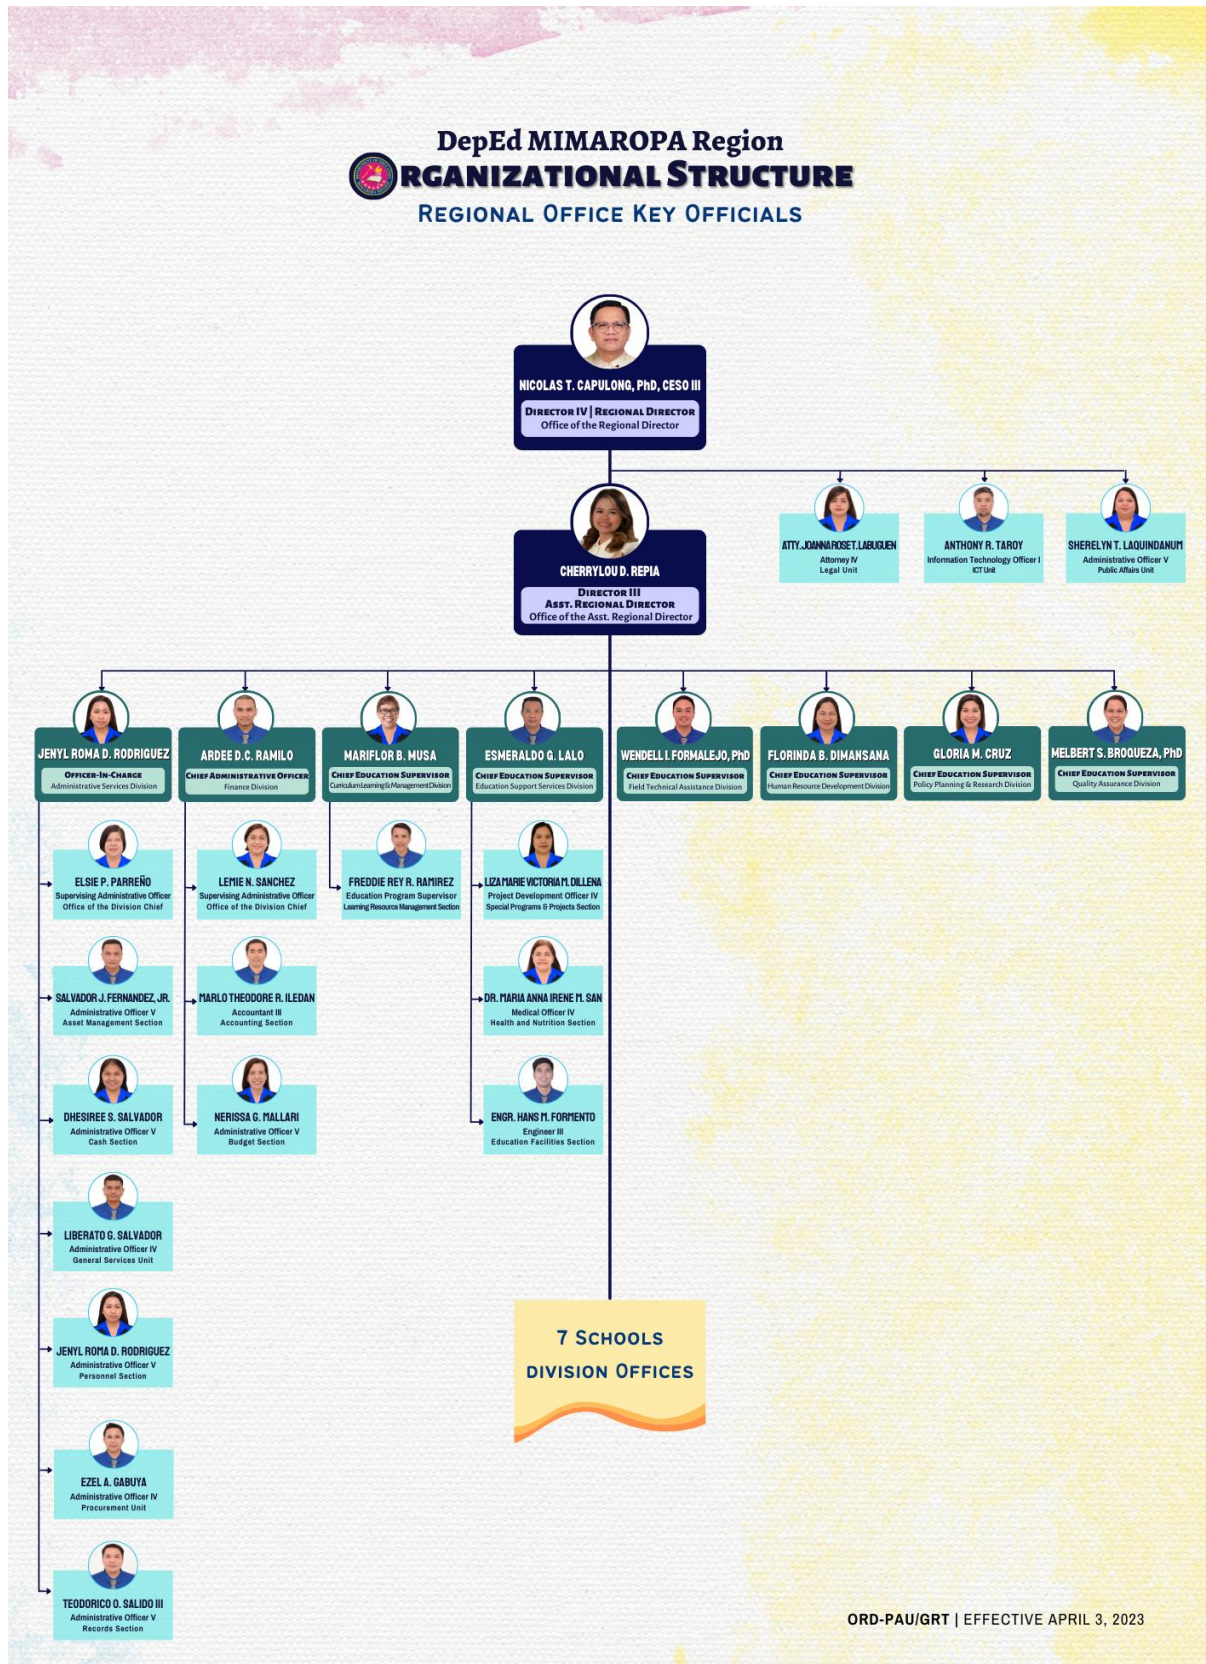 DepEd MIMAROPA Region
ORGANIZATIONAL STRUCTURE
REGIONAL OFFICE KEY OFFICIALS
NICOLAS T. CAPULONG, PhD, CESO III
DIRECTOR IV | REGIONAL DIRECTOR
Office of the Regional Director
CHERRYLOU D. REPIA
DIRECTOR III
ASST. REGIONAL DIRECTOR
Office of the Asst. Regional Director
ATTY. JOANNA ROSE T. LABUGUEN
Attorney IV
Legal Unit
ANTHONY R. TAROY
Information Technology Officer I
ICT Unit
SHERELYN T. LAQUINDANUM
Administrative Officer V
Public Affairs Unit
JENYL ROMA D. RODRIGUEZ
OFFICER-IN-CHARGE
Administrative Services Division
ARDEE D.C. RAMILO
CHIEF ADMINISTRATIVE OFFICER
Finance Division
MARIFLOR B. MUSA
CHIEF EDUCATION SUPERVISOR
Curriculum Learning & Management Division
ESMERALDO G. LALO
CHIEF EDUCATION SUPERVISOR
Education Support Services Division
WENDELL I. FORMALEJO, PhD
CHIEF EDUCATION SUPERVISOR
Field Technical Assistance Division
FLORINDA B. DIMANSANA
CHIEF EDUCATION SUPERVISOR
Human Resource Development Division
GLORIA M. CRUZ
CHIEF EDUCATION SUPERVISOR
Policy Planning & Research Division
MELBERT S. BROQUEZA, PhD
CHIEF EDUCATION SUPERVISOR
Quality Assurance Division
ELSIE P. PARREÑO
Supervising Administrative Officer
Office of the Division Chief
SALVADOR J. FERNANDEZ, JR.
Administrative Officer V
Asset Management Section
DHESIREE S. SALVADOR
Administrative Officer V
Cash Section
LIBERATO G. SALVADOR
Administrative Officer IV
General Services Unit
JENYL ROMA D. RODRIGUEZ
Administrative Officer V
Personnel Section
EZEL A. GABUYA
Administrative Officer IV
Procurement Unit
TEODORICO O. SALIDO III
Administrative Officer V
Records Section
LEMIE N. SANCHEZ
Supervising Administrative Officer
Office of the Division Chief
MARLO THEODORE R. ILEDAN
Accountant III
Accounting Section
NERISSA G. MALLARI
Administrative Officer V
Budget Section
FREDDIE REY R. RAMIREZ
Education Program Supervisor
Learning Resource Management Section
LIZA MARIE VICTORIA M. DILLENA
Project Development Officer IV
Special Programs & Projects Section
DR. MARIA ANNA IRENE M. SAN
Medical Officer IV
Health and Nutrition Section
ENGR. HANS M. FORMENTO
Engineer III
Education Facilities Section
7 SCHOOLS
DIVISION OFFICES
ORD-PAU/GRT | EFFECTIVE APRIL 3, 2023